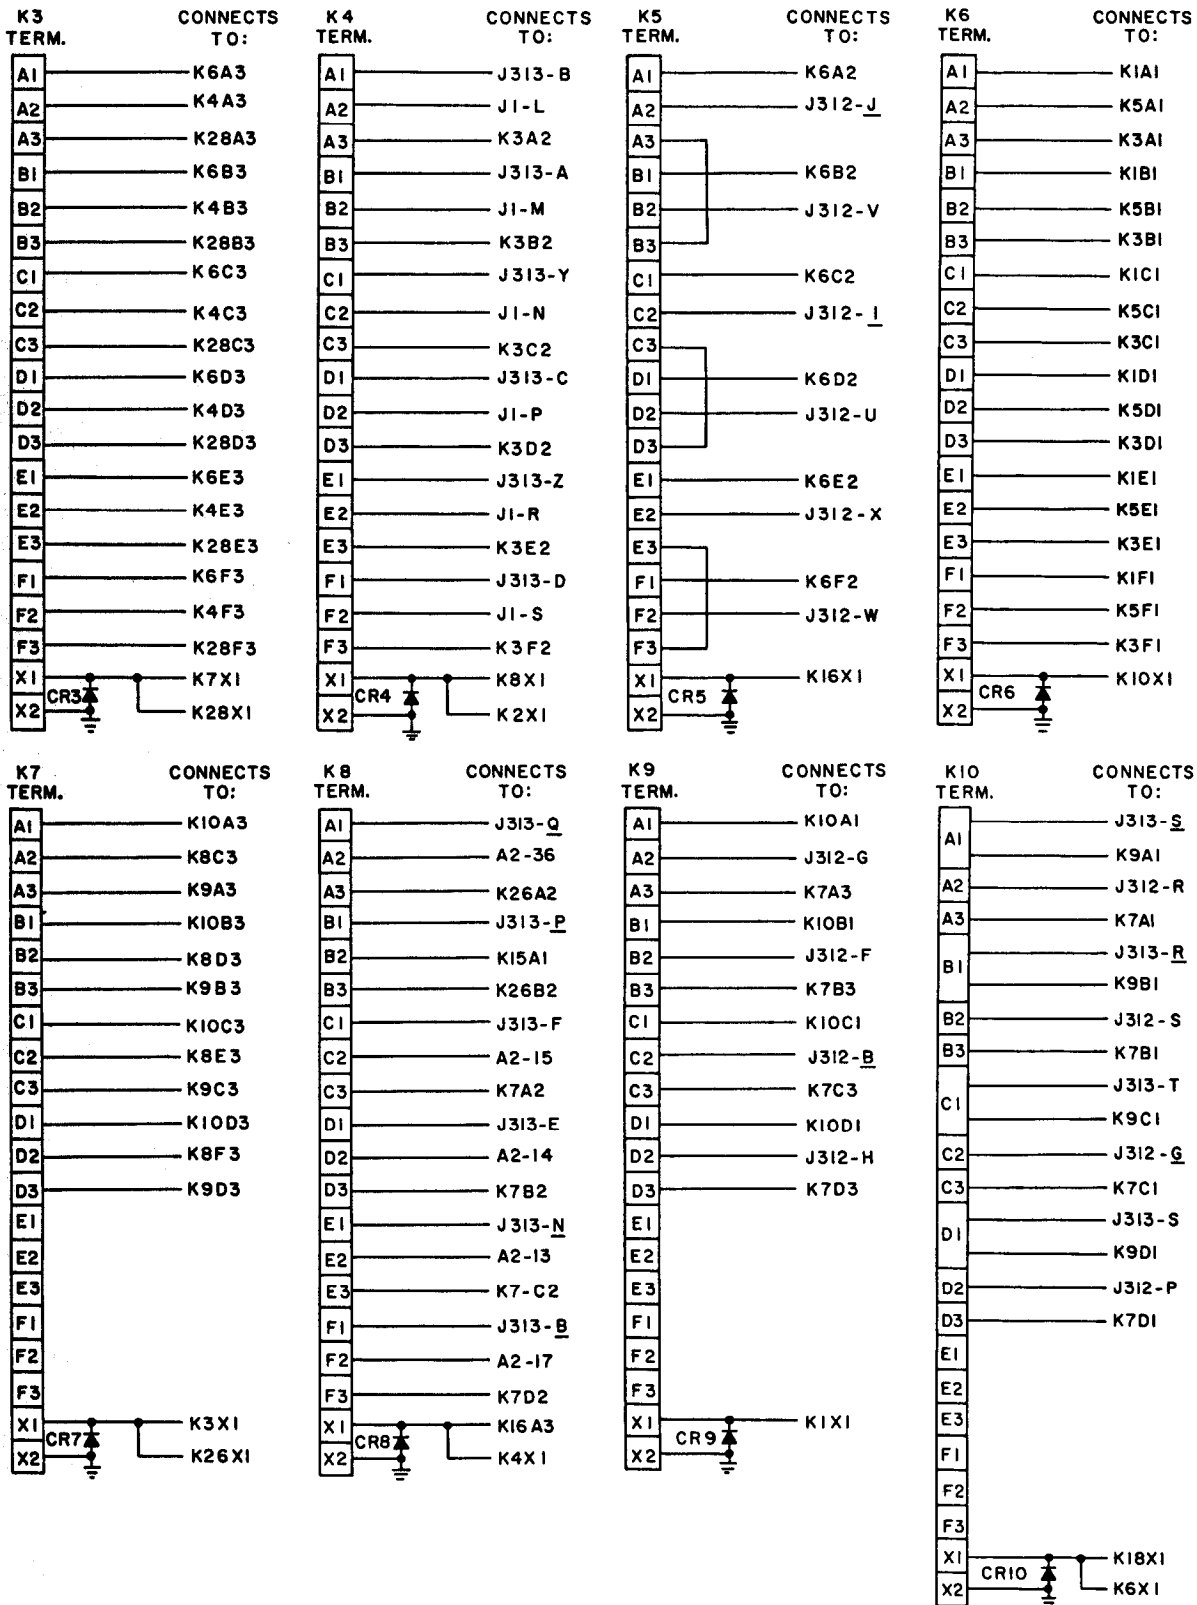 K3 TERM. CONNECTS TO:
A1 K6A3
A2 K4A3
A3 K28A3
B1 K6B3
B2 K4B3
B3 K28B3
C1 K6C3
C2 K4C3
C3 K28C3
D1 K6D3
D2 K4D3
D3 K28D3
E1 K6E3
E2 K4E3
E3 K28E3
F1 K6F3
F2 K4F3
F3 K28F3
X1 K7X1
CR3
X2 K28X1
K4 TERM. CONNECTS TO:
A1 J313-B
A2 J1-L
A3 K3A2
B1 J313-A
B2 J1-M
B3 K3B2
C1 J313-Y
C2 J1-N
C3 K3C2
D1 J313-C
D2 J1-P
D3 K3D2
E1 J313-Z
E2 J1-R
E3 K3E2
F1 J313-D
F2 J1-S
F3 K3F2
X1 K8X1
CR4
X2 K2X1
K5 TERM. CONNECTS TO:
A1 K6A2
A2 J312-J
A3
B1 K6B2
B2 J312-V
B3
C1 K6C2
C2 J312-I
C3
D1 K6D2
D2 J312-U
D3
E1 K6E2
E2 J312-X
E3
F1 K6F2
F2 J312-W
F3
X1 K16X1
CR5
X2
K6 TERM. CONNECTS TO:
A1 K1A1
A2 K5A1
A3 K3A1
B1 K1B1
B2 K5B1
B3 K3B1
C1 K1C1
C2 K5C1
C3 K3C1
D1 K1D1
D2 K5D1
D3 K3D1
E1 K1E1
E2 K5E1
E3 K3E1
F1 K1F1
F2 K5F1
F3 K3F1
X1 K10X1
CR6
X2
K7 TERM. CONNECTS TO:
A1 K10A3
A2 K8C3
A3 K9A3
B1 K10B3
B2 K8D3
B3 K9B3
C1 K10C3
C2 K8E3
C3 K9C3
D1 K10D3
D2 K8F3
D3 K9D3
E1
E2
E3
F1
F2
F3
X1 K3X1
CR7
X2 K26X1
K8 TERM. CONNECTS TO:
A1 J313-Q
A2 A2-36
A3 K26A2
B1 J313-P
B2 K15A1
B3 K26B2
C1 J313-F
C2 A2-15
C3 K7A2
D1 J313-E
D2 A2-14
D3 K7B2
E1 J313-N
E2 A2-13
E3 K7-C2
F1 J313-B
F2 A2-17
F3 K7D2
X1 K16A3
CR8
X2 K4X1
K9 TERM. CONNECTS TO:
A1 K10A1
A2 J312-G
A3 K7A3
B1 K10B1
B2 J312-F
B3 K7B3
C1 K10C1
C2 J312-B
C3 K7C3
D1 K10D1
D2 J312-H
D3 K7D3
E1
E2
E3
F1
F2
F3
X1 K1X1
CR9
X2
K10 TERM. CONNECTS TO:
A1 J313-S
K9A1
A2 J312-R
A3 K7A1
B1 J313-R
K9B1
B2 J312-S
B3 K7B1
C1 J313-T
K9C1
C2 J312-G
C3 K7C1
D1 J313-S
K9D1
D2 J312-P
D3 K7D1
E1
E2
E3
F1
F2
F3
X1 K18X1
CR10
X2 K6X1